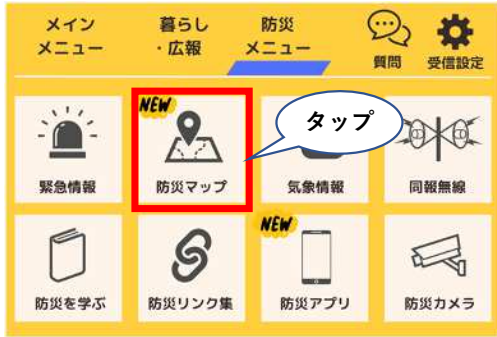 メイン
メニュー
暮らし
・広報
防災
メニュー
質問
受信設定
NEW
タップ
緊急情報
防災マップ
気象情報
同報無線
NEW
防災を学ぶ
防災リンク集
防災アプリ
防災カメラ